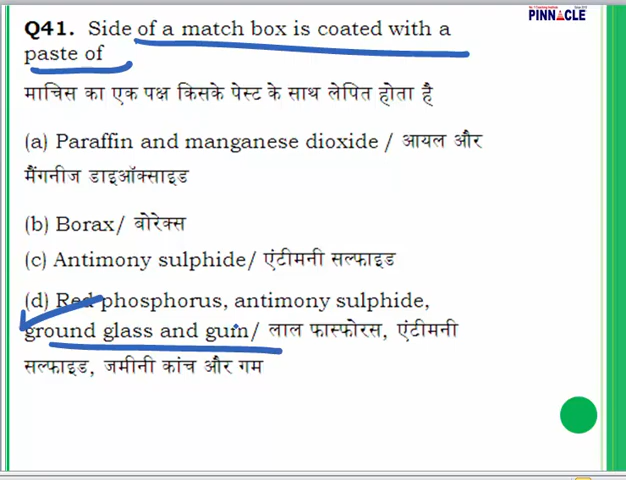 PINNACLE
Q41. Side of a match box is coated with a
paste of
माचिस का एक पक्ष किसके पेस्ट के साथ लेपित होता है
(a) Paraffin and manganese dioxide / आयल और
मैंगनीज डाइऑक्साइड
(b) Borax/ वोरेक्स
(c) Antimony sulphide/ एंटीमनी सल्फाइड
(d) Red phosphorus, antimony sulphide,
ground glass and gum/ लाल फास्फोरस, एंटीमनी
सल्फाइड, जमीनी कांच और गम